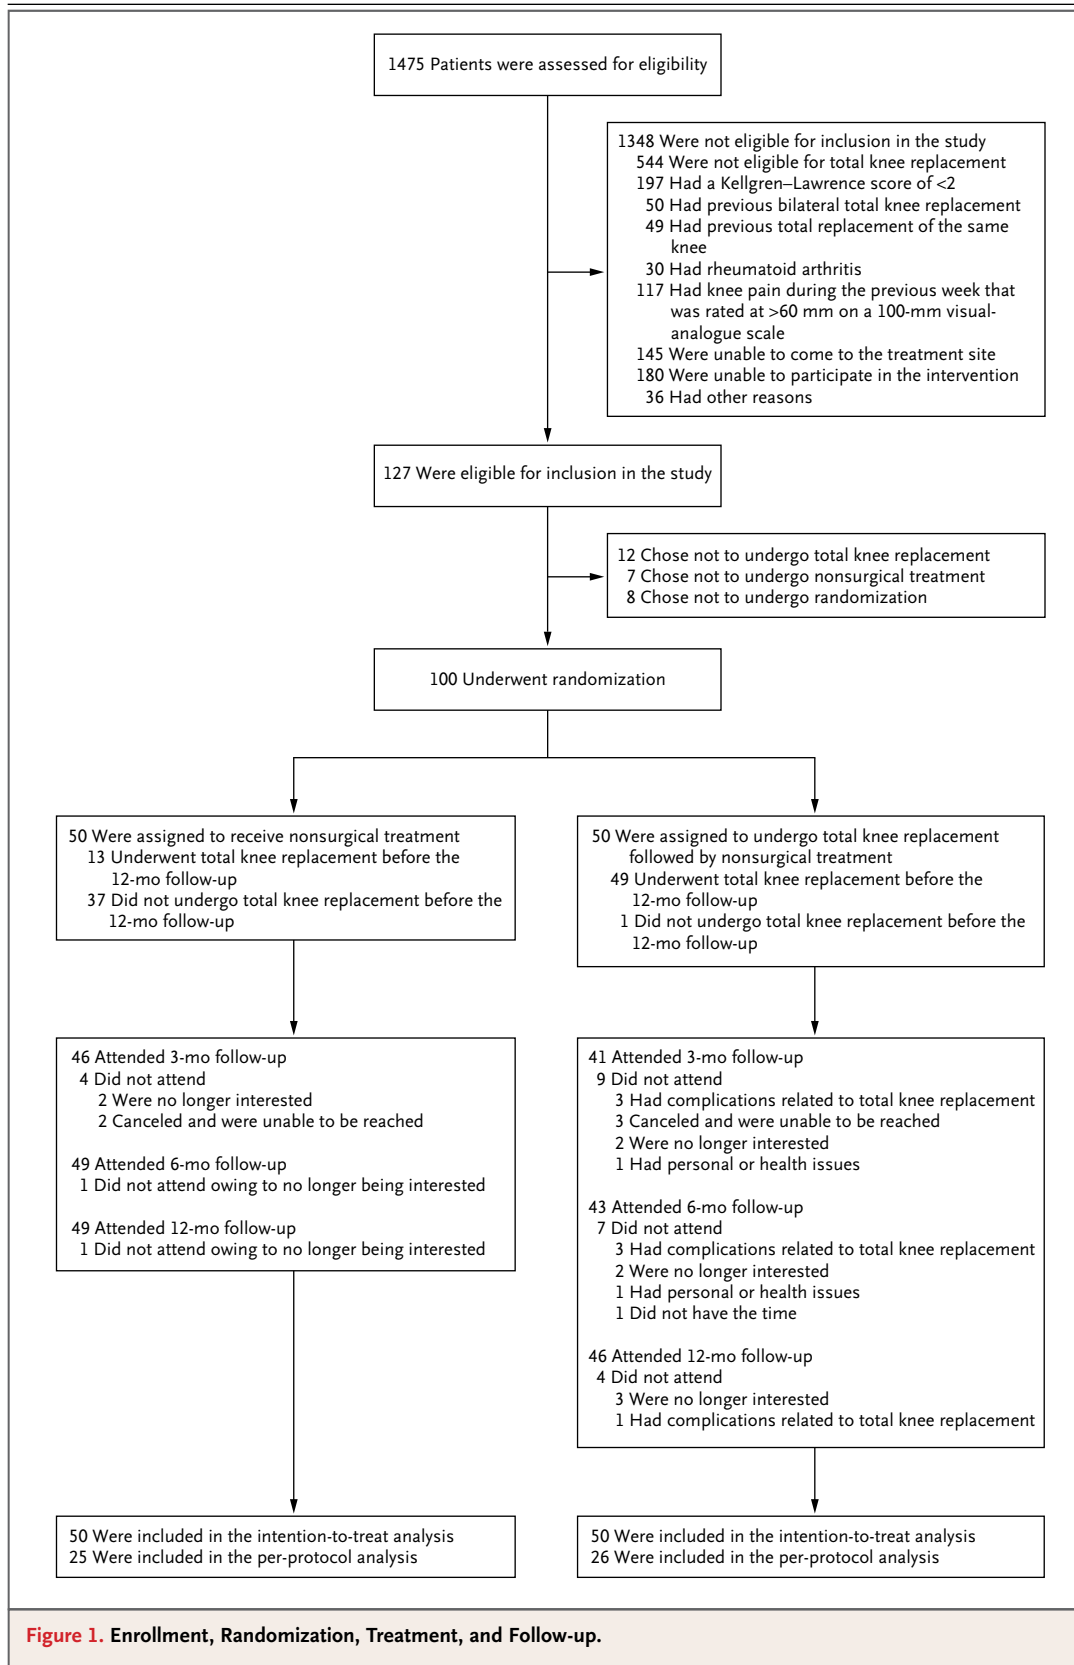 1475 Patients were assessed for eligibility
1348 Were not eligible for inclusion in the study
544 Were not eligible for total knee replacement
197 Had a Kellgren–Lawrence score of <2
50 Had previous bilateral total knee replacement
49 Had previous total replacement of the same
knee
30 Had rheumatoid arthritis
117 Had knee pain during the previous week that
was rated at >60 mm on a 100-mm visual-
analogue scale
145 Were unable to come to the treatment site
180 Were unable to participate in the intervention
36 Had other reasons
127 Were eligible for inclusion in the study
12 Chose not to undergo total knee replacement
7 Chose not to undergo nonsurgical treatment
8 Chose not to undergo randomization
100 Underwent randomization
50 Were assigned to receive nonsurgical treatment
13 Underwent total knee replacement before the
12-mo follow-up
37 Did not undergo total knee replacement before the
12-mo follow-up
50 Were assigned to undergo total knee replacement
followed by nonsurgical treatment
49 Underwent total knee replacement before the
12-mo follow-up
1 Did not undergo total knee replacement before the
12-mo follow-up
46 Attended 3-mo follow-up
4 Did not attend
2 Were no longer interested
2 Canceled and were unable to be reached
49 Attended 6-mo follow-up
1 Did not attend owing to no longer being interested
49 Attended 12-mo follow-up
1 Did not attend owing to no longer being interested
41 Attended 3-mo follow-up
9 Did not attend
3 Had complications related to total knee replacement
3 Canceled and were unable to be reached
2 Were no longer interested
1 Had personal or health issues
43 Attended 6-mo follow-up
7 Did not attend
3 Had complications related to total knee replacement
2 Were no longer interested
1 Had personal or health issues
1 Did not have the time
46 Attended 12-mo follow-up
4 Did not attend
3 Were no longer interested
1 Had complications related to total knee replacement
50 Were included in the intention-to-treat analysis
25 Were included in the per-protocol analysis
50 Were included in the intention-to-treat analysis
26 Were included in the per-protocol analysis
Figure 1. Enrollment, Randomization, Treatment, and Follow-up.